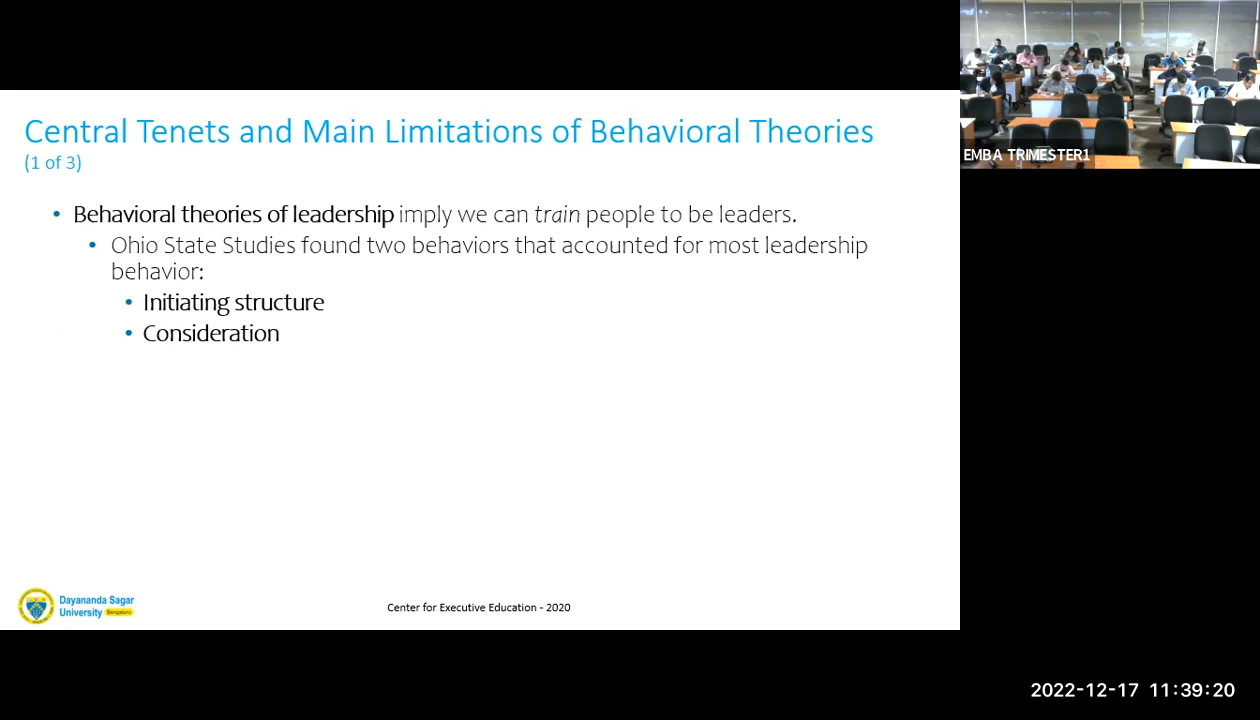 Central Tenets and Main Limitations of Behavioral Theories
(1 of 3)
• Behavioral theories of leadership imply we can train people to be leaders.
• Ohio State Studies found two behaviors that accounted for most leadership
behavior:
• Initiating structure
• Consideration
Dayananda Sagar
University Bengaluru
Center for Executive Education - 2020
EMBA TRIMESTER1
2022-12-17 11:39:20